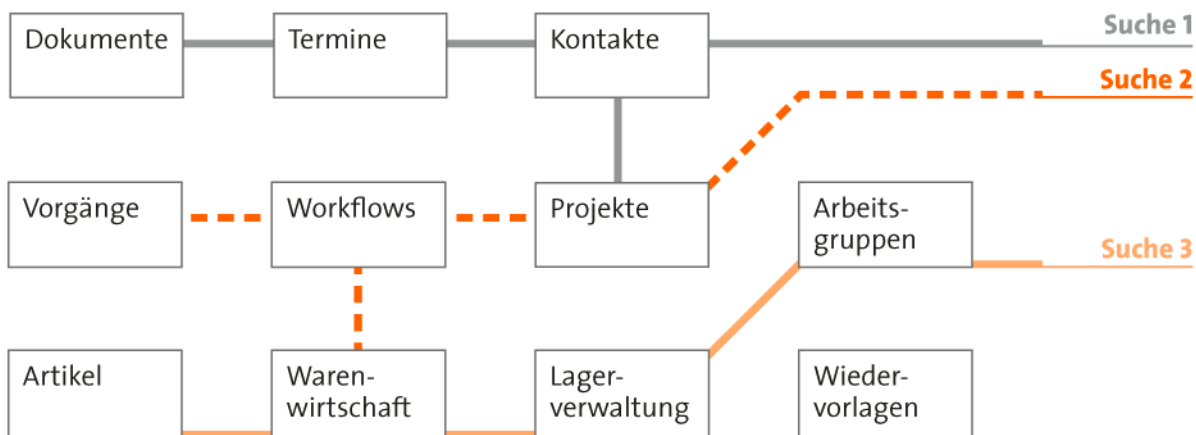 Dokumente
Termine
Kontakte
Suche 1
Suche 2
Vorgänge
Workflows
Projekte
Arbeits-
gruppen
Suche 3
Artikel
Waren-
wirtschaft
Lager-
verwaltung
Wieder-
vorlagen